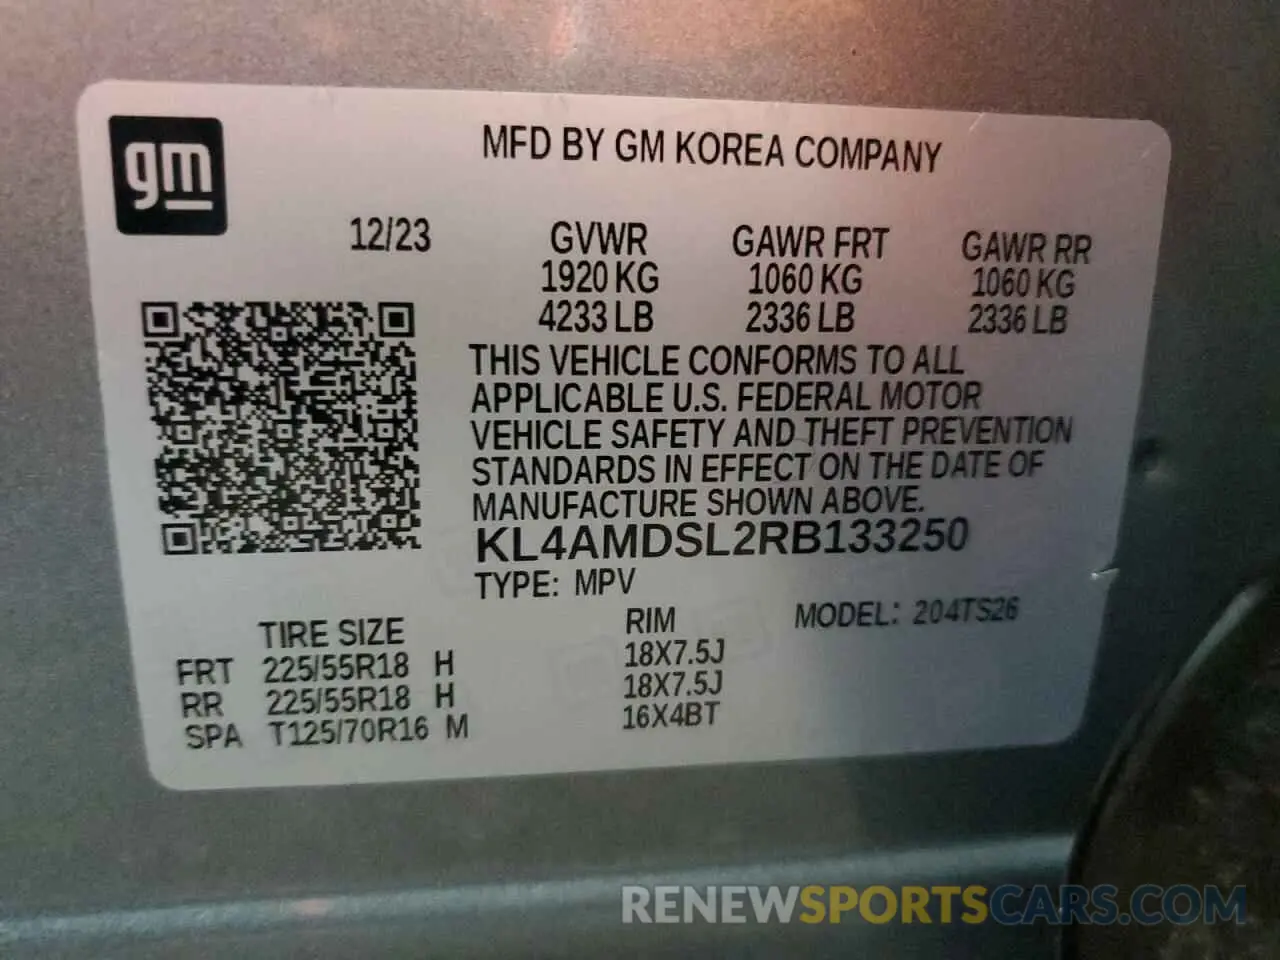 gm
MFD BY GM KOREA COMPANY
12/23
GVWR GAWR FRT GAWR RR
1920 KG 1060 KG 1060 KG
4233 LB 2336 LB 2336 LB
THIS VEHICLE CONFORMS TO ALL
APPLICABLE U.S. FEDERAL MOTOR
VEHICLE SAFETY AND THEFT PREVENTION
STANDARDS IN EFFECT ON THE DATE OF
MANUFACTURE SHOWN ABOVE.
KL4AMDSL2RB133250
TYPE: MPV
TIRE SIZE RIM MODEL: 204TS26
FRT 225/55R18 H 18X7.5J
RR 225/55R18 H 18X7.5J
SPA T125/70R16 M 16X4BT
RENEWSPORTSCARS.COM